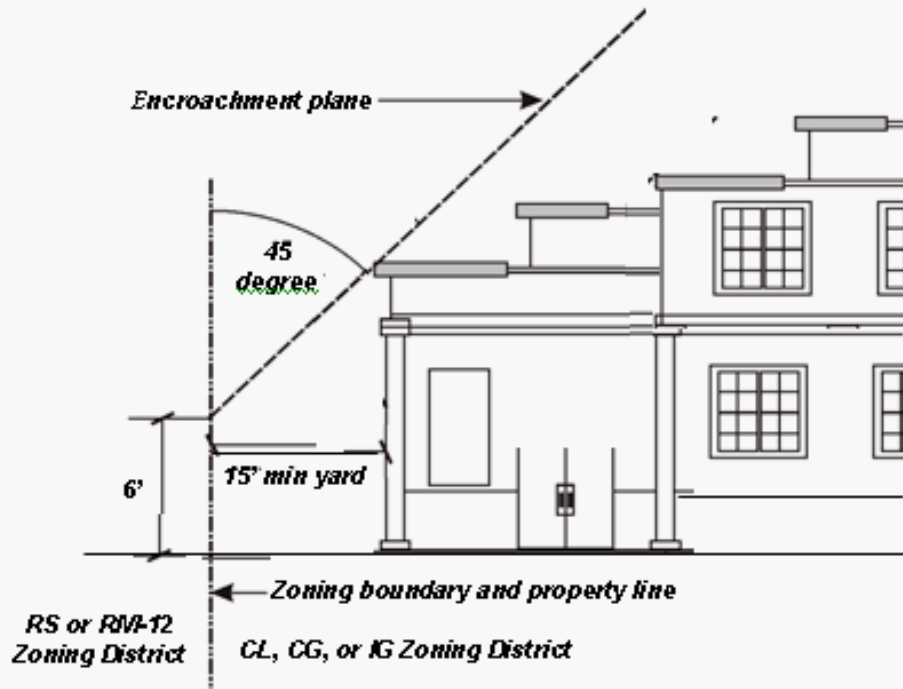 Encroachment plane
45
degree
15' min yard
6'
Zoning boundary and property line
RS or RM-12
Zoning District
CL, CG, or IG Zoning District